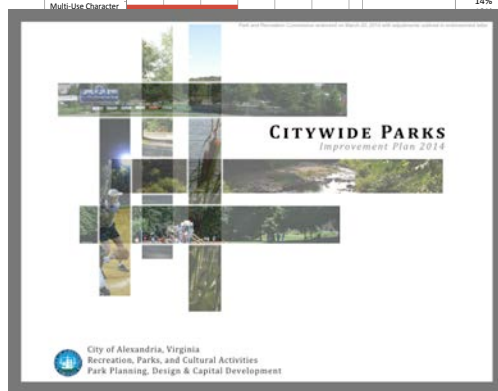 Multi-Use Character
14%
Park and Recreation Commission endorsed on March 20, 2014 with adjustments outlined in endorsement letter
CITYWIDE PARKS
Improvement Plan 2014
City of Alexandria, Virginia
Recreation, Parks, and Cultural Activities
Park Planning, Design & Capital Development